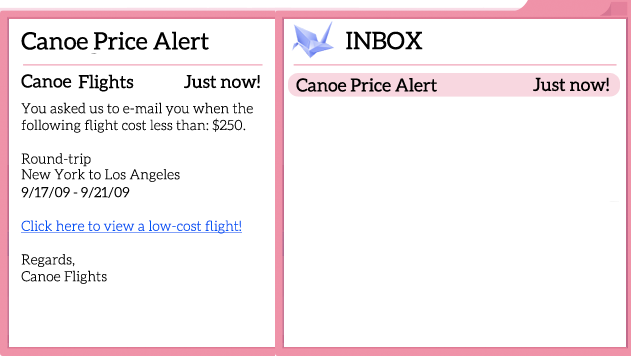 Canoe Price Alert
Canoe Flights Just now!
You asked us to e-mail you when the
following flight cost less than: $250.
Round-trip
New York to Los Angeles
9/17/09 - 9/21/09
Click here to view a low-cost flight!
Regards,
Canoe Flights
INBOX
Canoe Price Alert Just now!